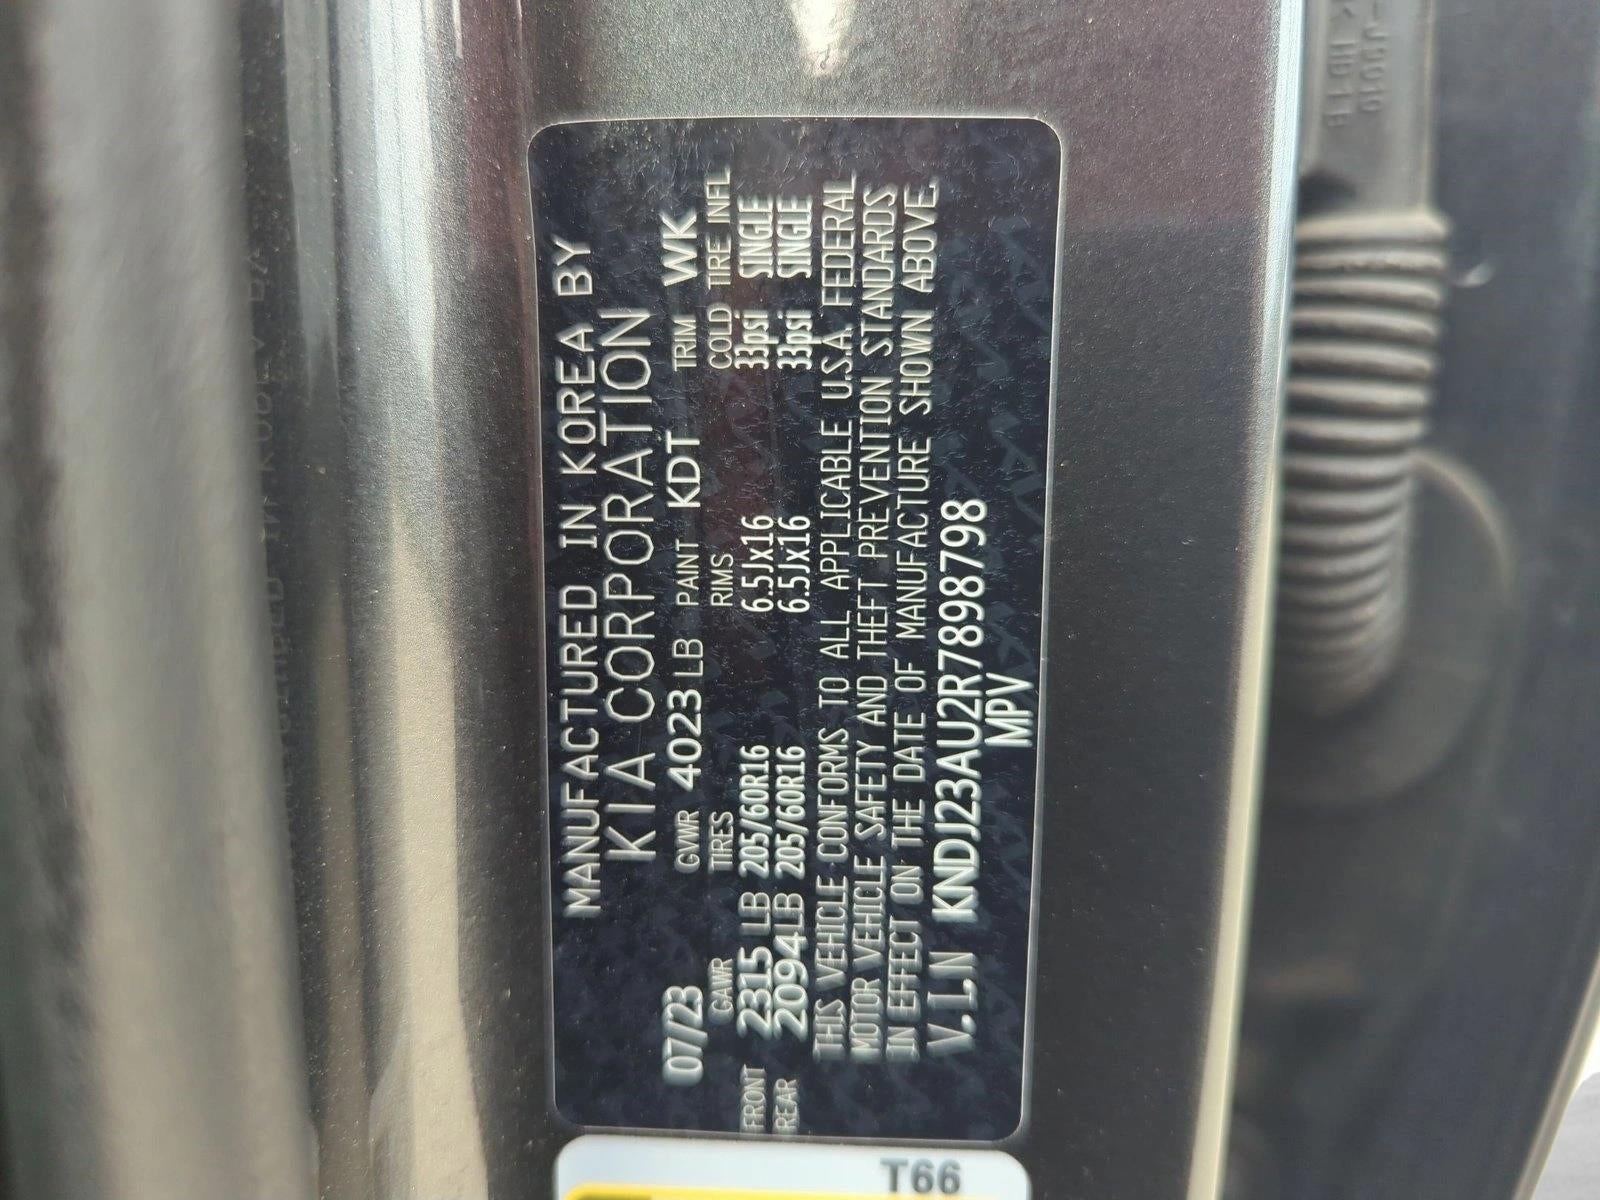 MANUFACTURED IN KOREA BY
KIA CORPORATION
07/23 GVWR 4023 LB PAINT KDT TRIM WK
GAWR TIRES RIMS COLD TIRE INFL
FRONT 2315 LB 205/60R16 6.5Jx16 33psi SINGLE
REAR 2094LB 205/60R16 6.5Jx16 33psi SINGLE
THIS VEHICLE CONFORMS TO ALL APPLICABLE U.S.A. FEDERAL
MOTOR VEHICLE SAFETY AND THEFT PREVENTION STANDARDS
IN EFFECT ON THE DATE OF MANUFACTURE SHOWN ABOVE.
V.I.N KNDJ23AU2R7898798
MPV
T66